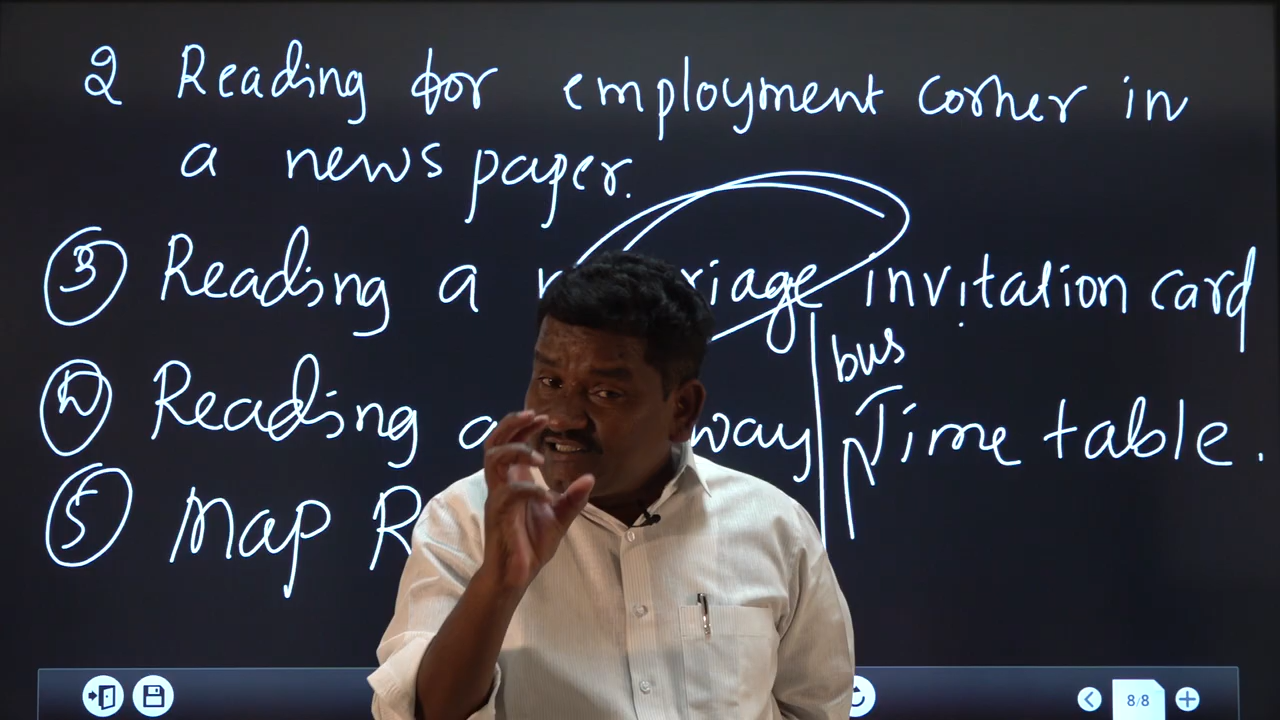 2 Reading for employment corner in
a news paper.
③ Reading a riage invitation card
bus
④ Reading a way Time table.
⑤ Map R
8/8